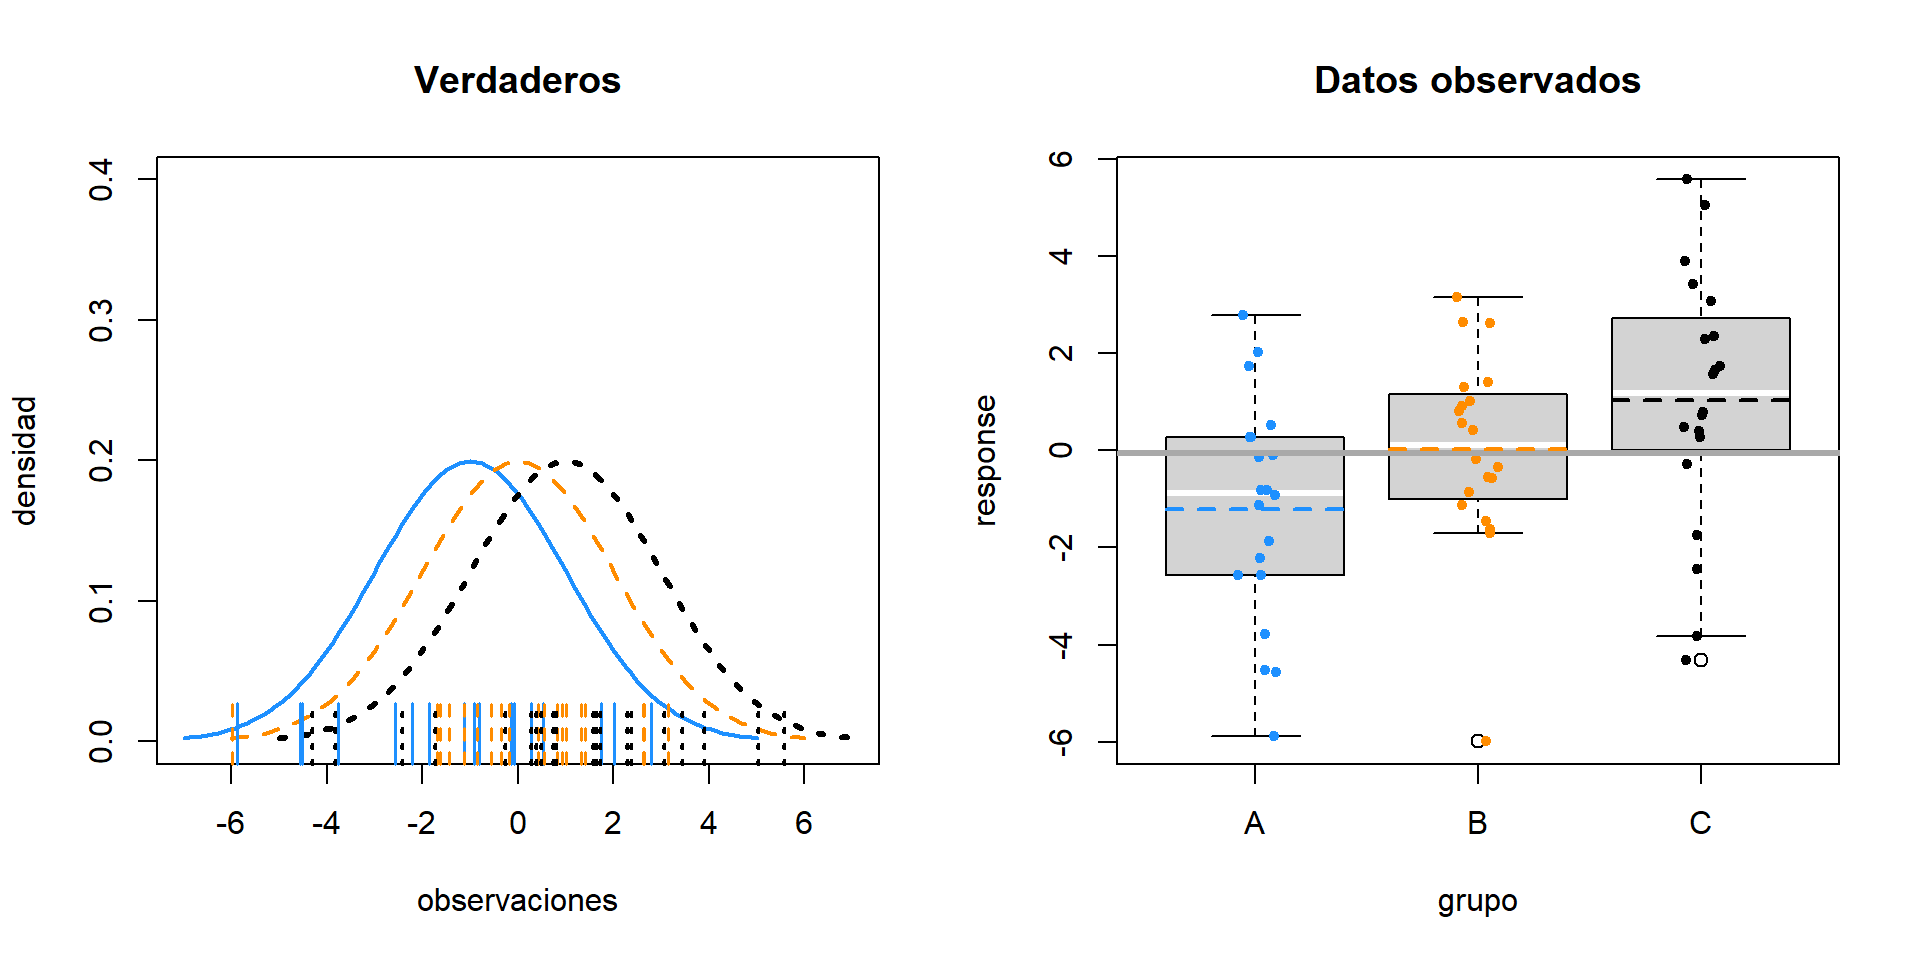 Verdaderos
densidad
0.0 0.1 0.2 0.3 0.4
-6 -4 -2 0 2 4 6
observaciones
Datos observados
response
-6 -4 -2 0 2 4 6
A B C
grupo